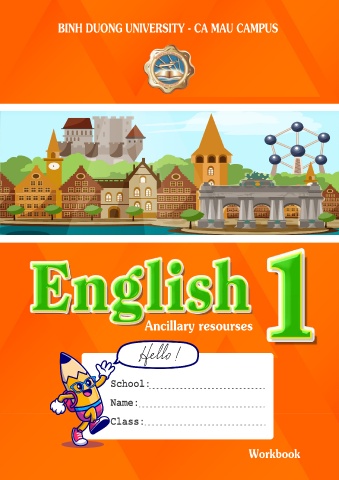 BINH DUONG UNIVERSITY - CA MAU CAMPUS
English 1
Ancillary resourses
Hello!
School:
Name:
Class:
Workbook